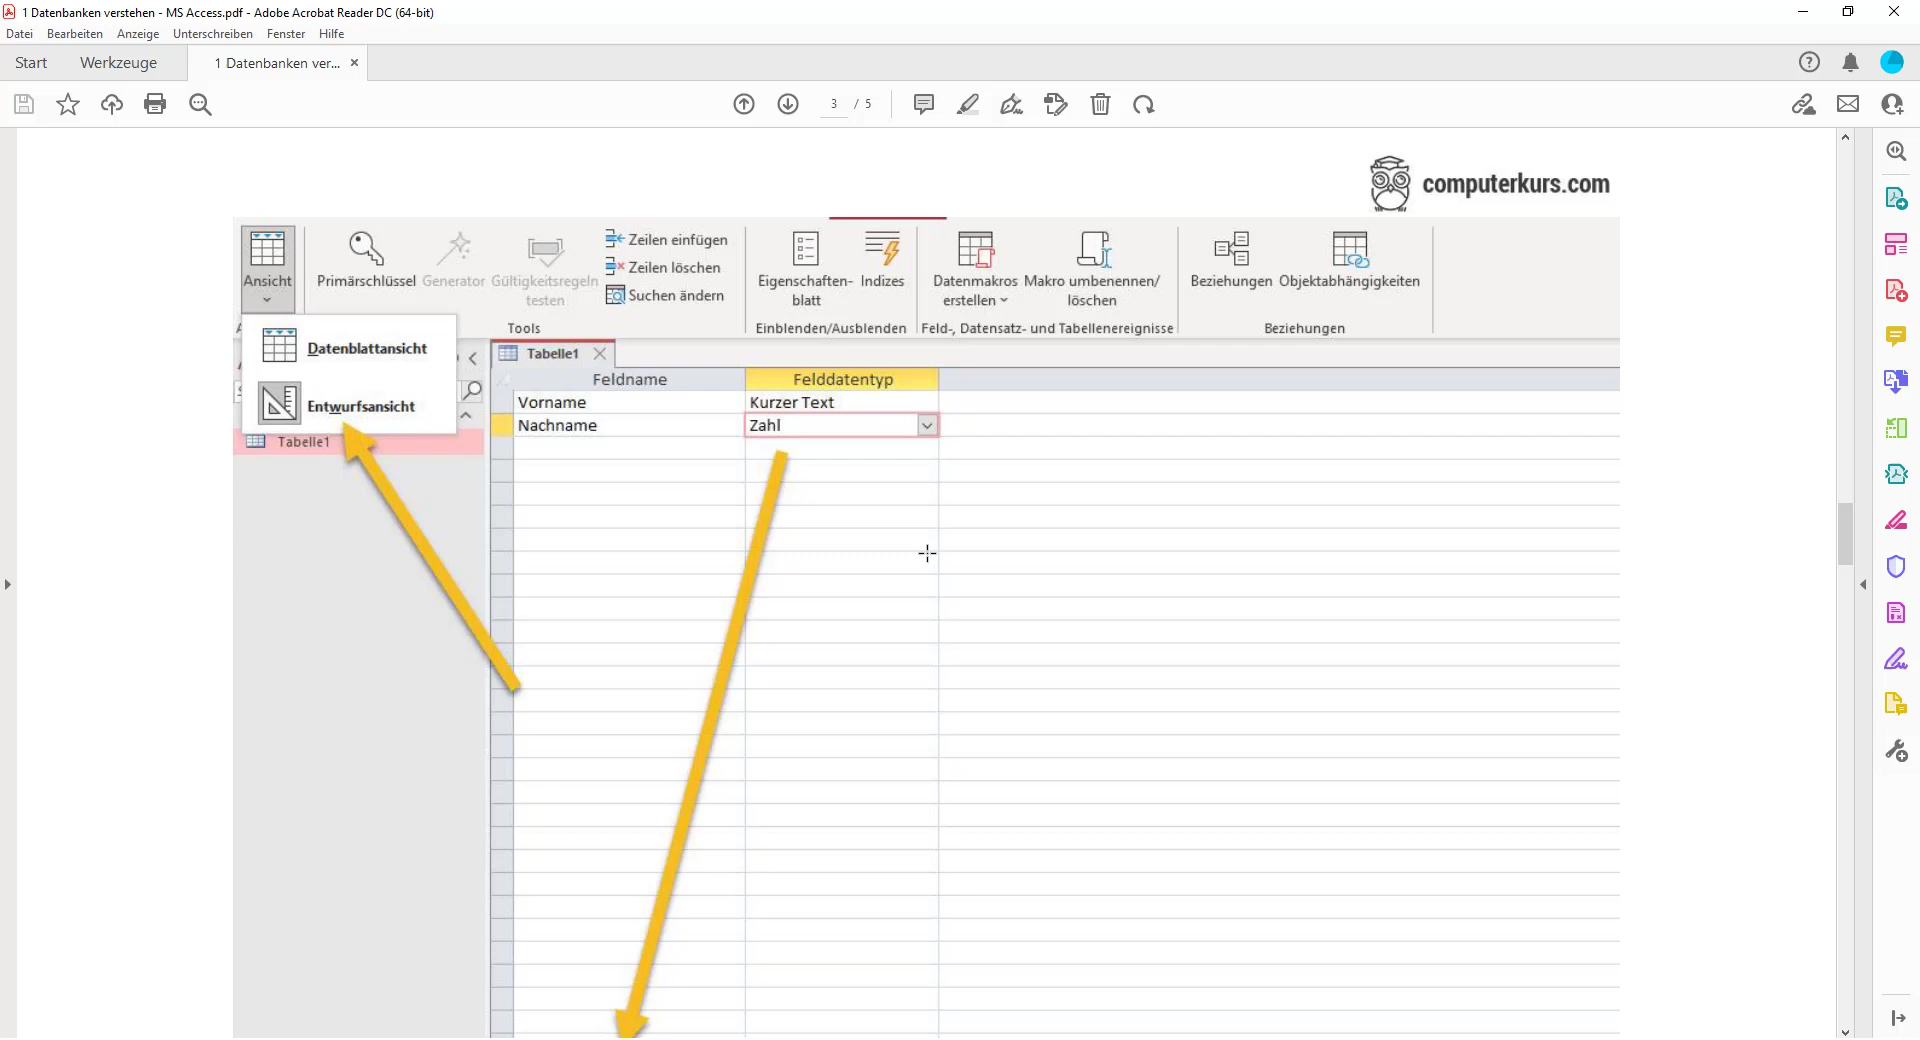 1 Datenbanken verstehen - MS Access.pdf - Adobe Acrobat Reader DC (64-bit)
Datei Bearbeiten Anzeige Unterschreiben Fenster Hilfe
Start Werkzeuge 1 Datenbanken ver... ×
3 / 5
computerkurs.com
Ansicht
Primärschlüssel
Generator
Gültigkeitsregeln
testen
Zeilen einfügen
Zeilen löschen
Suchen ändern
Tools
Eigenschaften-
blatt
Indizes
Einblenden/Ausblenden
Datenmakros
erstellen
Makro umbenennen/
löschen
Feld-, Datensatz- und Tabellenereignisse
Beziehungen
Objektabhängigkeiten
Beziehungen
Datenblattansicht
Entwurfsansicht
Tabelle1
Tabelle1
Feldname Felddatentyp
Vorname Kurzer Text
Nachname Zahl